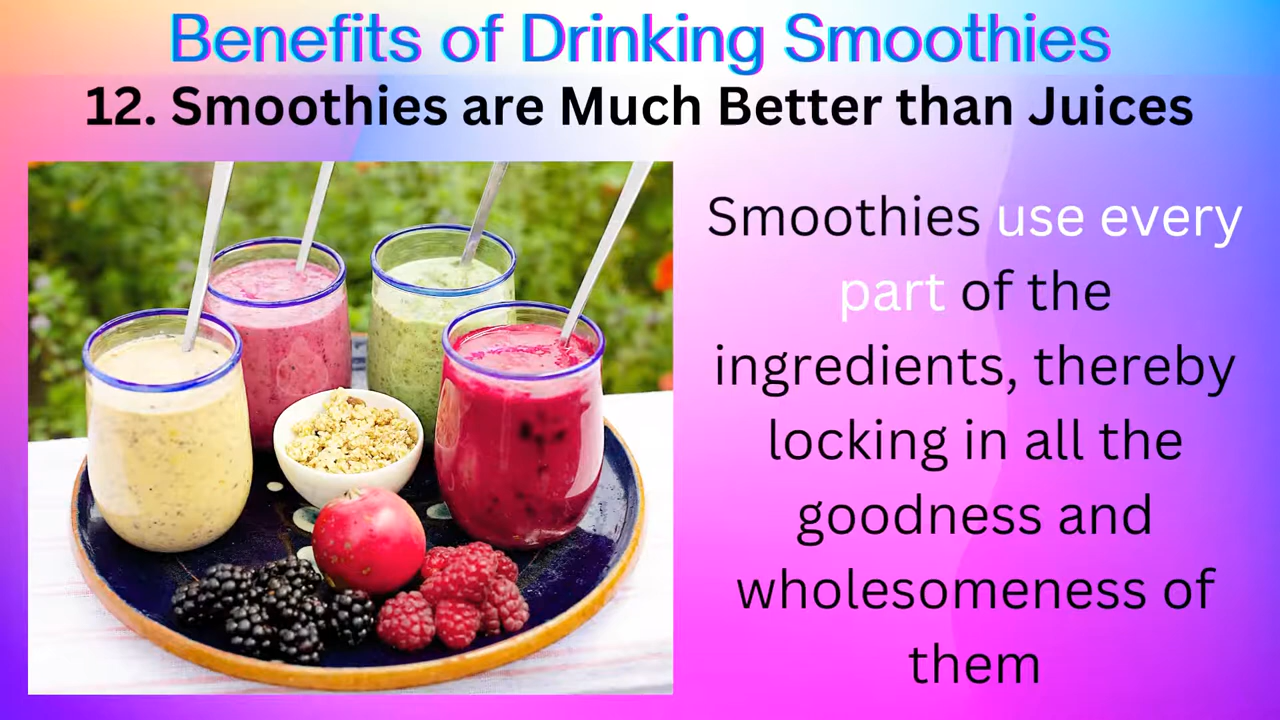 Benefits of Drinking Smoothies
12. Smoothies are Much Better than Juices
Smoothies use every
part of the
ingredients, thereby
locking in all the
goodness and
wholesomeness of
them